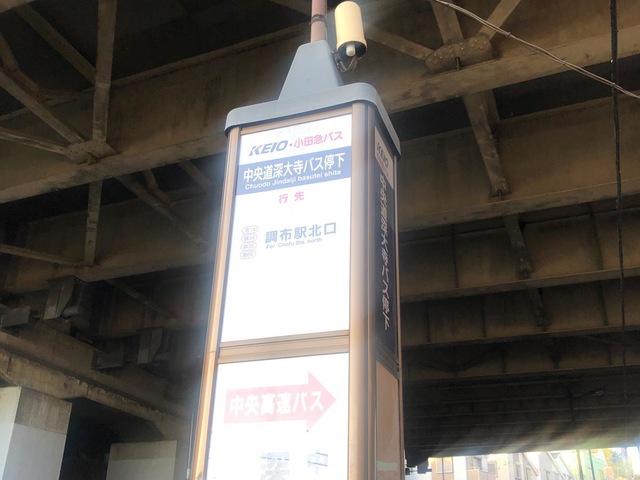 KEIO・小田急バス
中央道深大寺バス停下
Chuodo Jindaiji basutei shita
行先
調布駅北口
For Chofu Sta. north
中央高速バス
KEIO
中央道深大寺バス停下